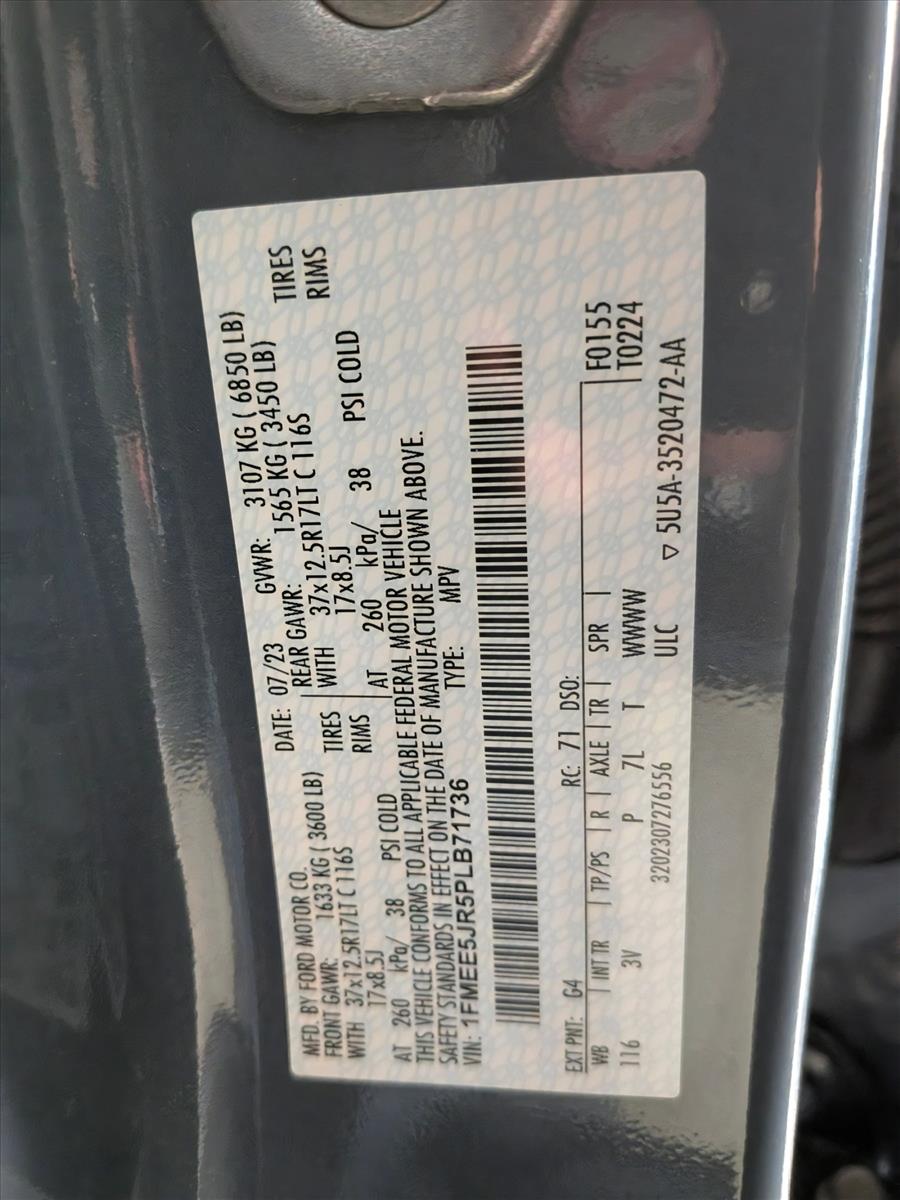 MFD. BY FORD MOTOR CO.
DATE: 07/23 GVWR: 3107 KG ( 6850 LB)
FRONT GAWR: 1633 KG ( 3600 LB) REAR GAWR: 1565 KG ( 3450 LB)
WITH 37x12.5R17LT C 116S TIRES WITH 37x12.5R17LT C 116S TIRES
17x8.5J RIMS 17x8.5J RIMS
AT 260 kPa/ 38 PSI COLD AT 260 kPa/ 38 PSI COLD
THIS VEHICLE CONFORMS TO ALL APPLICABLE FEDERAL MOTOR VEHICLE
SAFETY STANDARDS IN EFFECT ON THE DATE OF MANUFACTURE SHOWN ABOVE.
VIN: 1FMEE5JR5PLB71736 TYPE: MPV
EXT PNT: G4 RC: 71 DSO: F0155
WB | INT TR | TP/PS | R | AXLE | TR | SPR | T0224
116 3V P 7L T WWWW
3202307276556 ULC ▽ 5U5A-3520472-AA